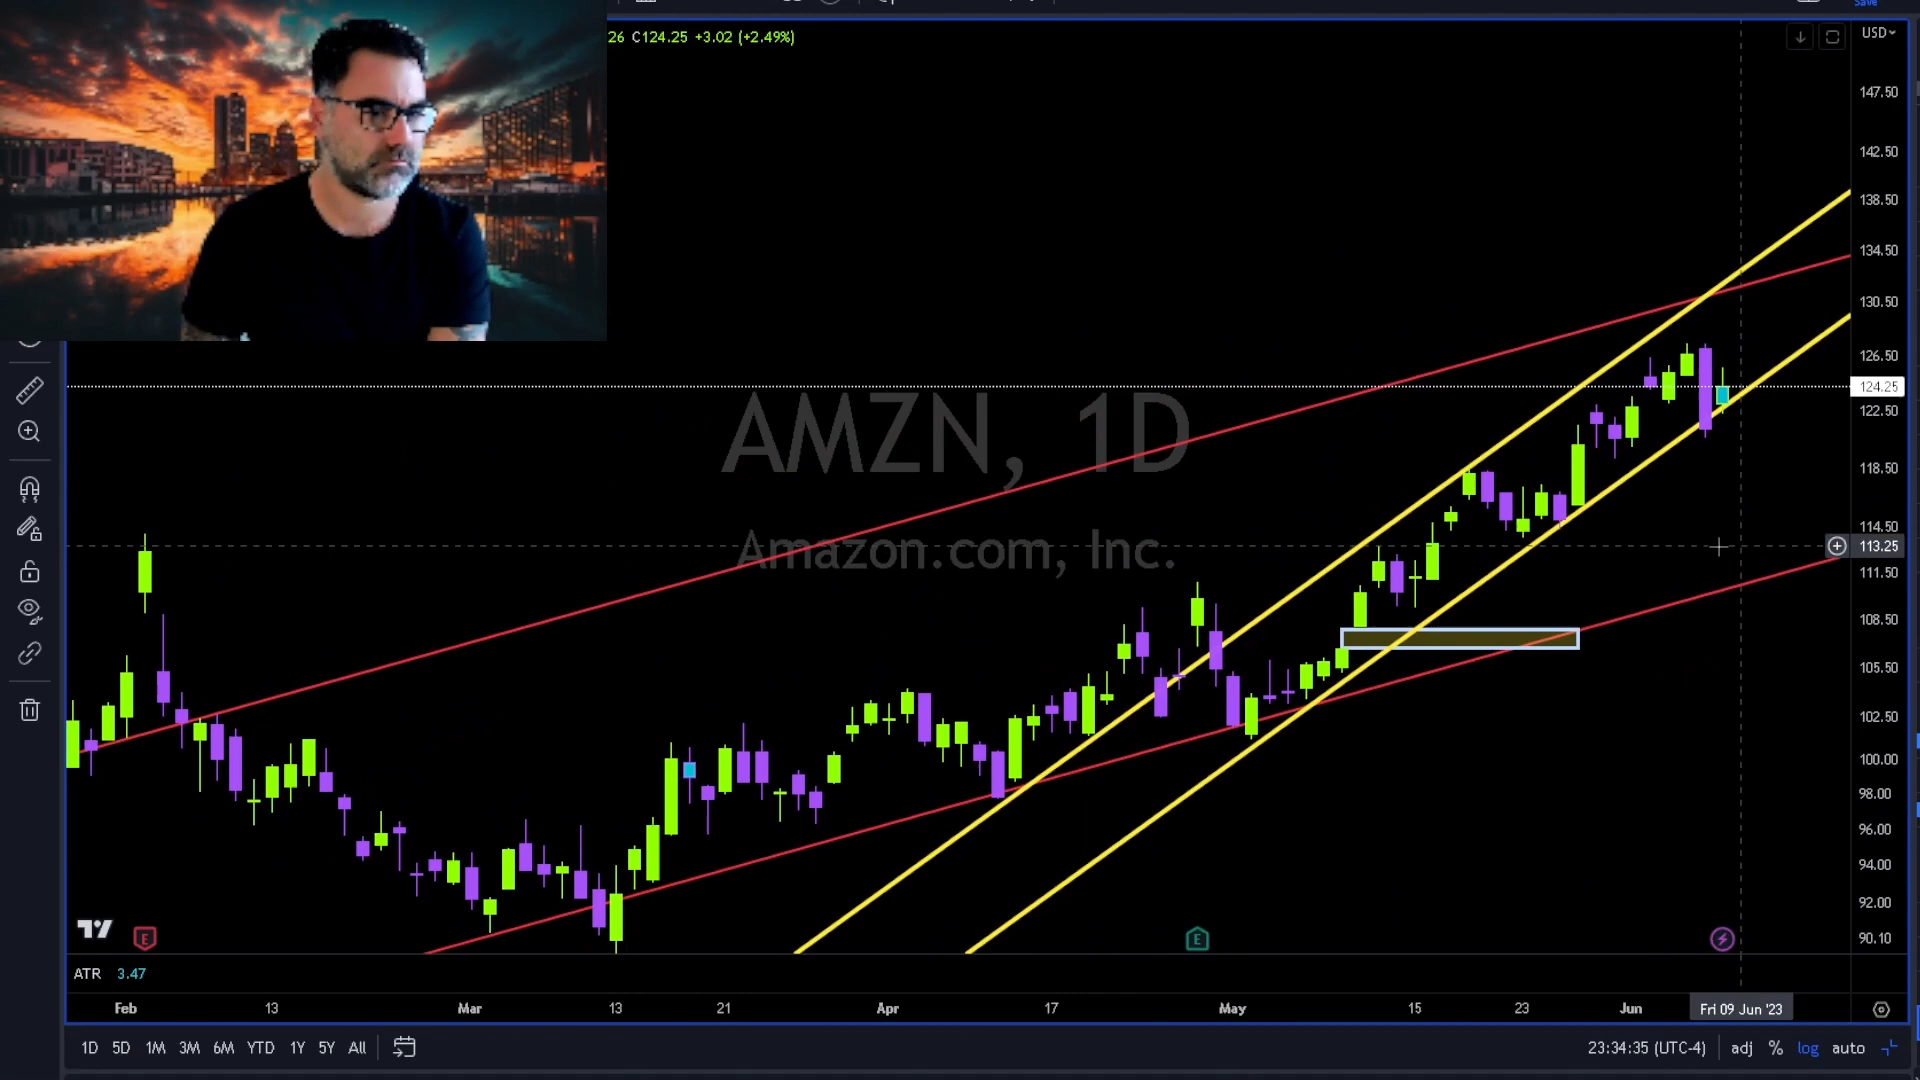 Save
26 C124.25 +3.02 (+2.49%)
USD
147.50
142.50
138.50
134.50
130.50
126.50
124.25
122.50
118.50
114.50
113.25
111.50
108.50
105.50
102.50
100.00
98.00
96.00
94.00
92.00
90.10
AMZN, 1D
Amazon.com, Inc.
E
E
ATR 3.47
Feb 13 Mar 13 21 Apr 17 May 15 23 Jun Fri 09 Jun '23
1D 5D 1M 3M 6M YTD 1Y 5Y All
23:34:35 (UTC-4) adj % log auto